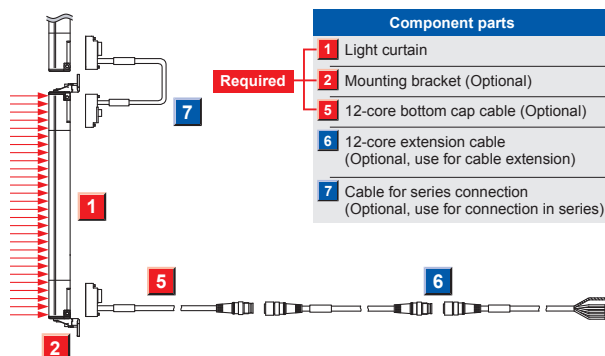 Component parts
Required
1 Light curtain
2 Mounting bracket (Optional)
5 12-core bottom cap cable (Optional)
6 12-core extension cable
(Optional, use for cable extension)
7 Cable for series connection
(Optional, use for connection in series)
7
1
5
6
2